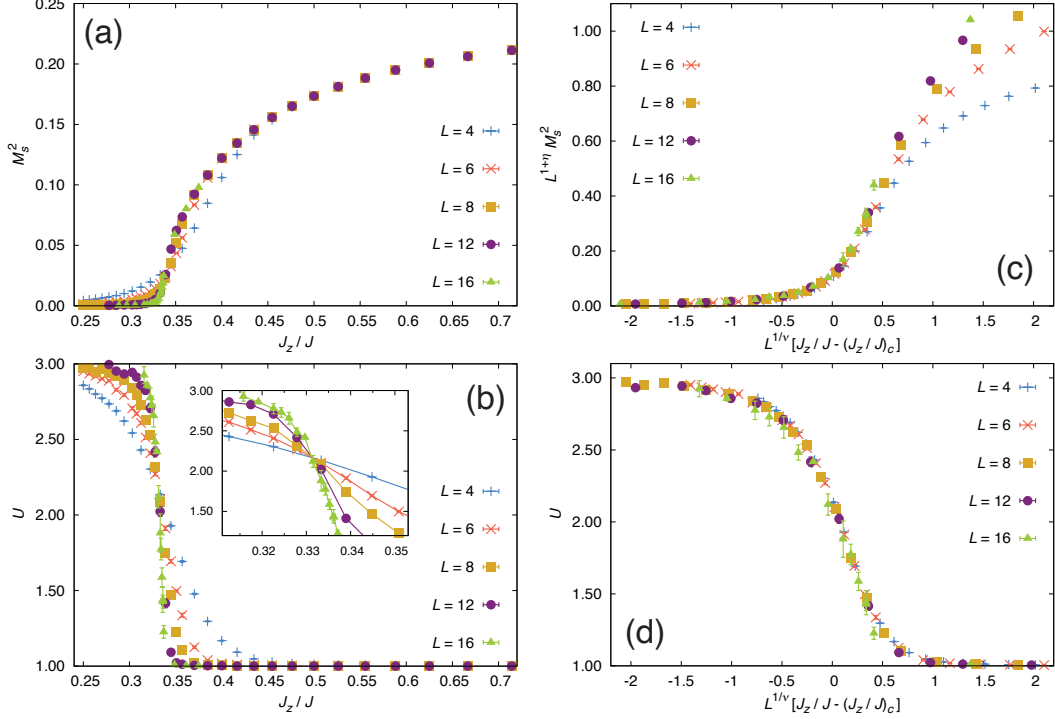 (a)
0.25
0.20
0.15
0.10
0.05
0.00
M_s^2
0.25 0.3 0.35 0.4 0.45 0.5 0.55 0.6 0.65 0.7
J_z / J
L = 4
L = 6
L = 8
L = 12
L = 16
(c)
1.00
0.80
0.60
0.40
0.20
0.00
L^{1+η} M_s^2
-2 -1.5 -1 -0.5 0 0.5 1 1.5 2
L^{1/ν} [J_z / J - (J_z / J)_c]
L = 4
L = 6
L = 8
L = 12
L = 16
(b)
3.00
2.50
2.00
1.50
1.00
U
0.25 0.3 0.35 0.4 0.45 0.5 0.55 0.6 0.65 0.7
J_z / J
3.00
2.70
2.40
2.10
1.80
1.50
0.32 0.33 0.34 0.35
L = 4
L = 6
L = 8
L = 12
L = 16
(d)
3.00
2.50
2.00
1.50
1.00
U
-2 -1.5 -1 -0.5 0 0.5 1 1.5 2
L^{1/ν} [J_z / J - (J_z / J)_c]
L = 4
L = 6
L = 8
L = 12
L = 16